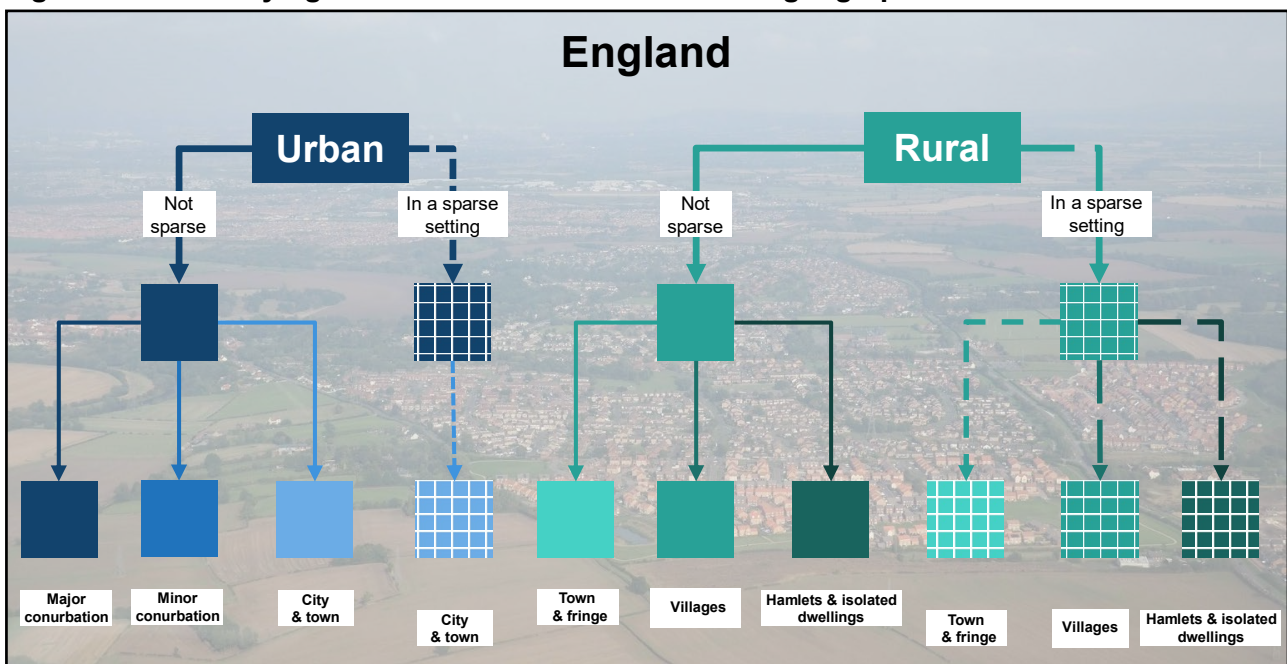 England
Urban
Rural
Not
sparse
In a sparse
setting
Not
sparse
In a sparse
setting
Major
conurbation
Minor
conurbation
City
& town
City
& town
Town
& fringe
Villages
Hamlets & isolated
dwellings
Town
& fringe
Villages
Hamlets & isolated
dwellings